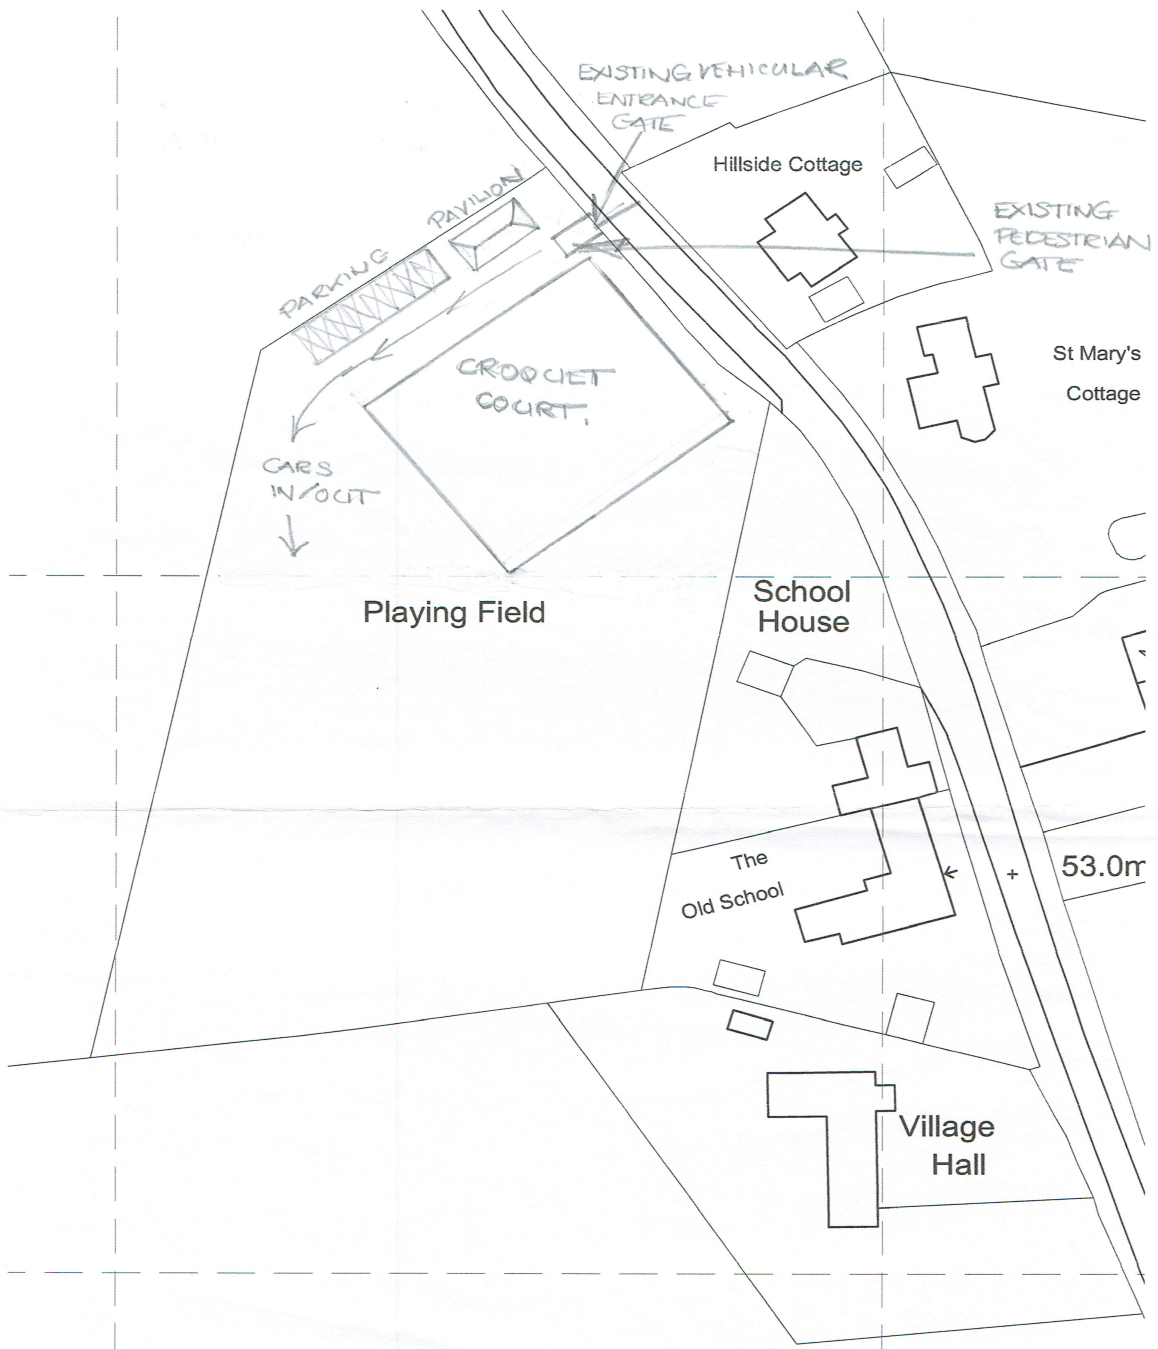 EXISTING VEHICULAR
ENTRANCE
GATE
Hillside Cottage
PAVILION
EXISTING
PEDESTRIAN
GATE
PARKING
St Mary's
Cottage
CROQUET
COURT.
CARS
IN/OUT
Playing Field
School
House
The
Old School
+
53.0m
Village
Hall